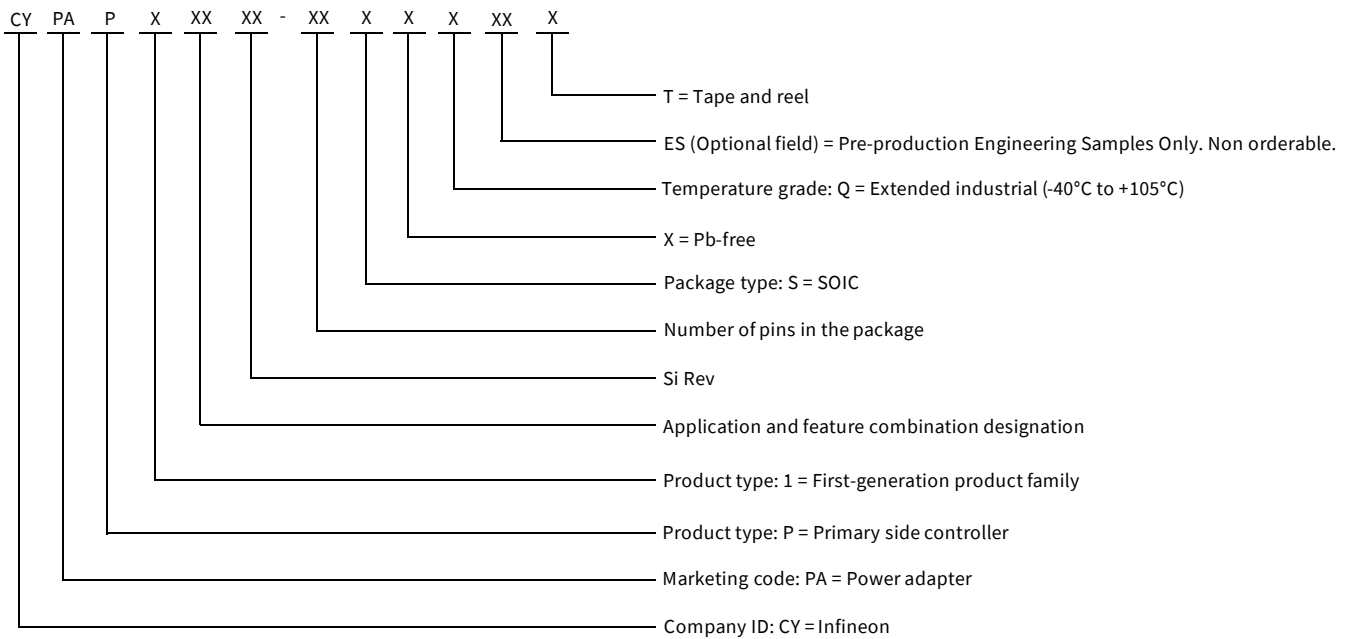 CY PA P X XX XX - XX X X X XX X
T = Tape and reel
ES (Optional field) = Pre-production Engineering Samples Only. Non orderable.
Temperature grade: Q = Extended industrial (-40°C to +105°C)
X = Pb-free
Package type: S = SOIC
Number of pins in the package
Si Rev
Application and feature combination designation
Product type: 1 = First-generation product family
Product type: P = Primary side controller
Marketing code: PA = Power adapter
Company ID: CY = Infineon